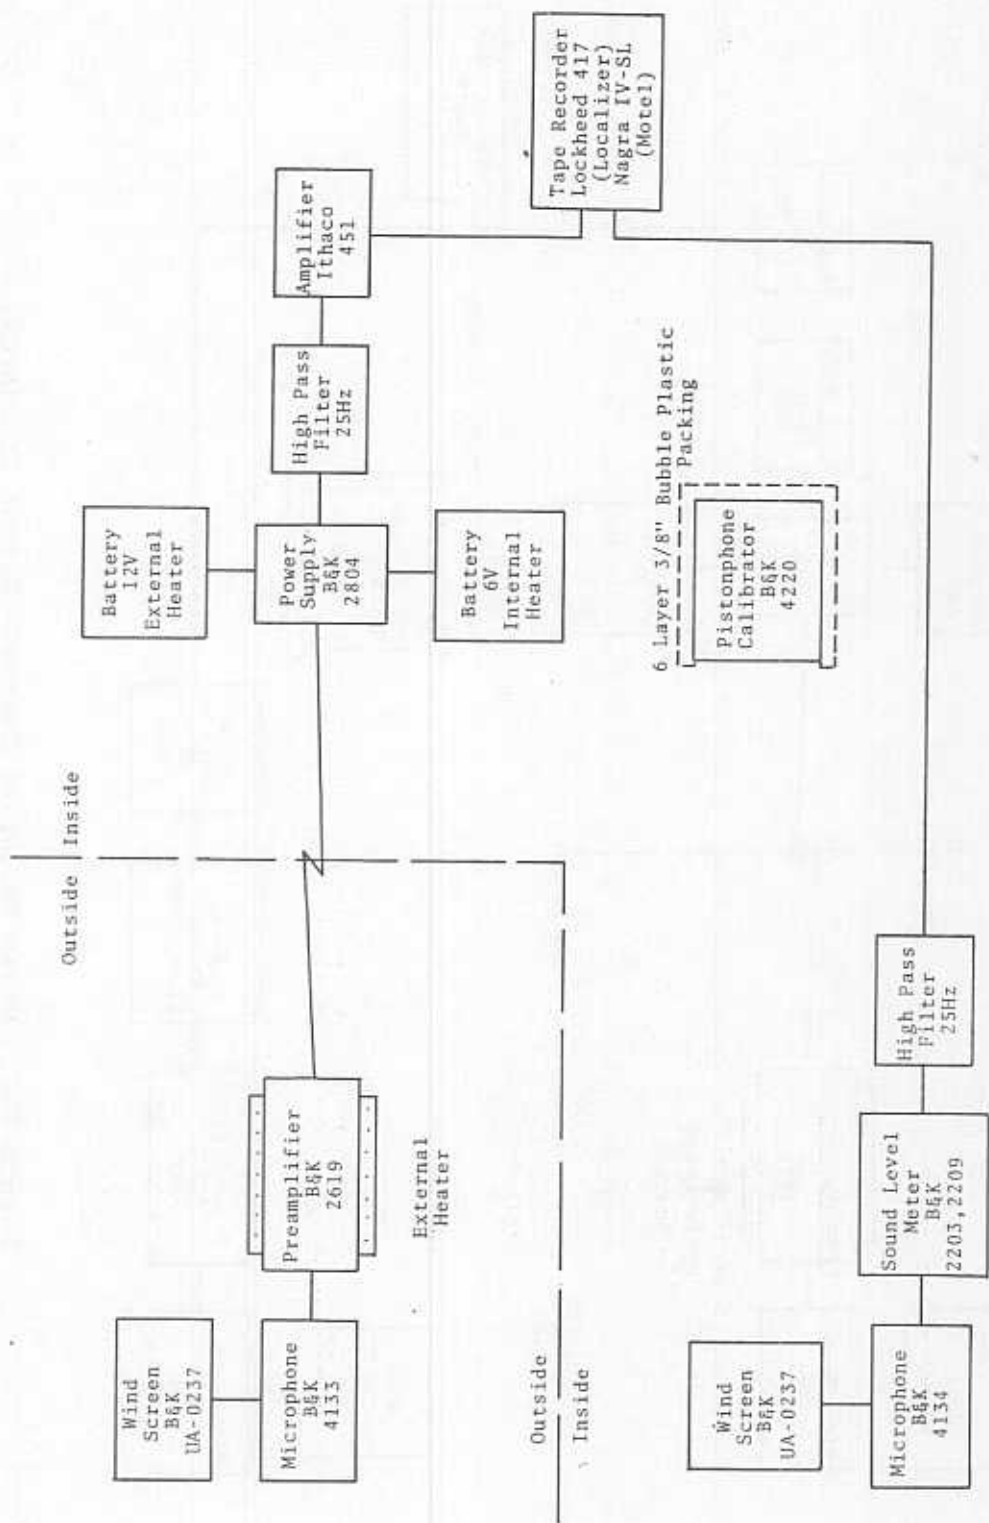 Wind
Screen
B&K
UA-0237
Microphone
B&K
4133
Preamplifier
B&K
2619
External
Heater
Outside
Inside
Battery
12V
External
Heater
Power
Supply
B&K
2804
Battery
6V
Internal
Heater
High Pass
Filter
25Hz
Amplifier
Ithaco
451
Tape Recorder
Lockheed 417
(Localizer)
Nagra IV-SL
(Motel)
Outside
Inside
6 Layer 3/8" Bubble Plastic
Packing
Pistonphone
Calibrator
B&K
4220
Wind
Screen
B&K
UA-0237
Microphone
B&K
4134
Sound Level
Meter
B&K
2203,2209
High Pass
Filter
25Hz